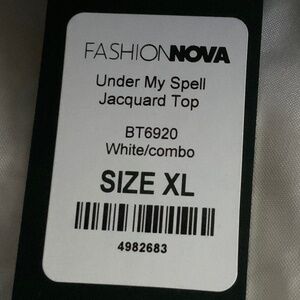 FASHIONNOVA
Under My Spell
Jacquard Top
BT6920
White/combo
SIZE XL
4982683